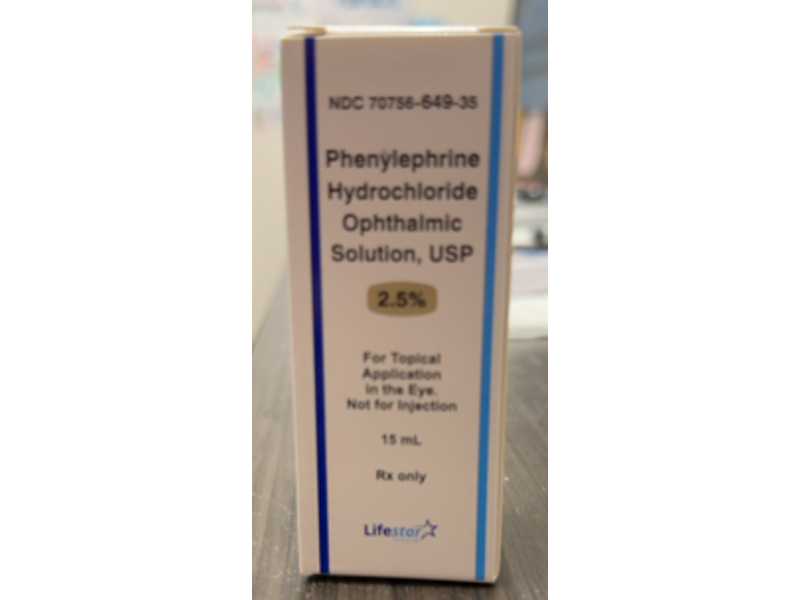 NDC 70756-649-35
Phenylephrine
Hydrochloride
Ophthalmic
Solution, USP
2.5%
For Topical
Application
in the Eye.
Not for Injection
15 mL
Rx only
Lifestar